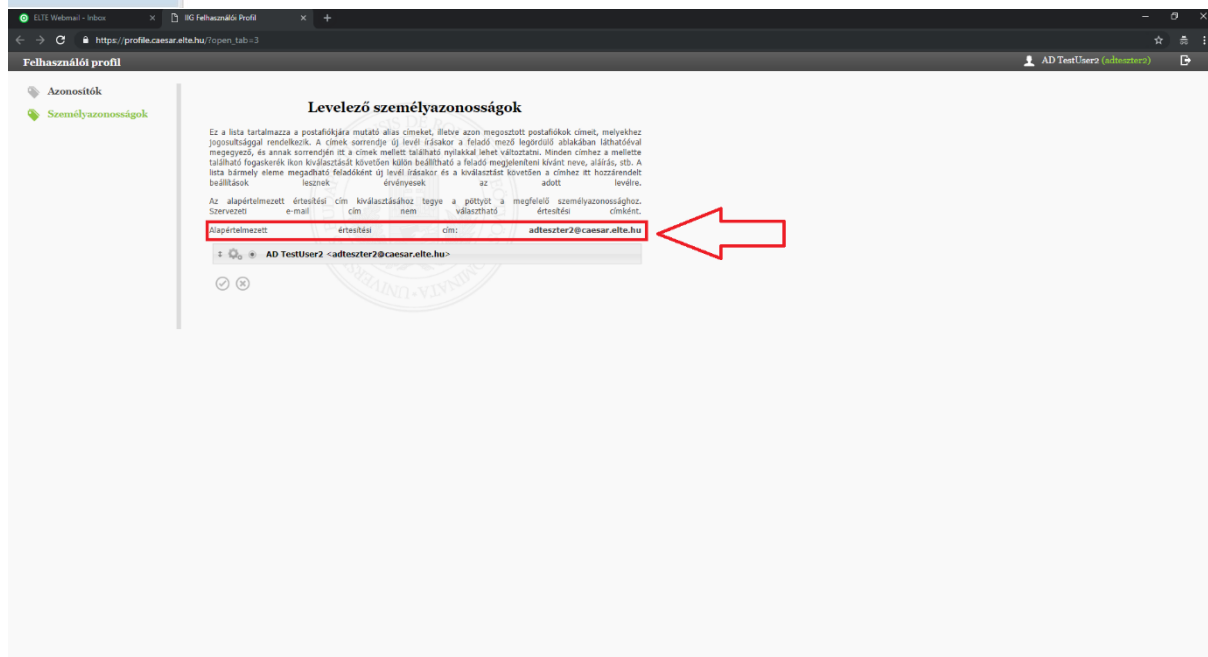 ELTE Webmail - Inbox
IIG Felhasználói Profil
https://profile.caesar.elte.hu/?open_tab=3
Felhasználói profil
AD TestUser2 (adteszter2)
Azonosítók
Személyazonosságok
Levelező személyazonosságok
Ez a lista tartalmazza a postafiókjára mutató alias címeket, illetve azon megosztott postafiókok címeit, melyekhez
jogosultsággal rendelkezik. A címek sorrendje új levél írásakor a feladó mező legördülő ablakában láthatóéval
megegyező, és annak sorrendjén itt a címek mellett található nyilakkal lehet változtatni. Minden címhez a mellette
található fogaskerék ikon kiválasztását követően külön beállítható a feladó megjeleníteni kívánt neve, aláírás, stb. A
lista bármely eleme megadható feladóként új levél írásakor és a kiválasztást követően a címhez itt hozzárendelt
beállítások lesznek érvényesek az adott levélre.
Az alapértelmezett értesítési cím kiválasztásához tegye a pöttyöt a megfelelő személyazonossághoz.
Szervezeti e-mail cím nem választható értesítési címként.
Alapértelmezett értesítési cím: adteszter2@caesar.elte.hu
AD TestUser2 <adteszter2@caesar.elte.hu>